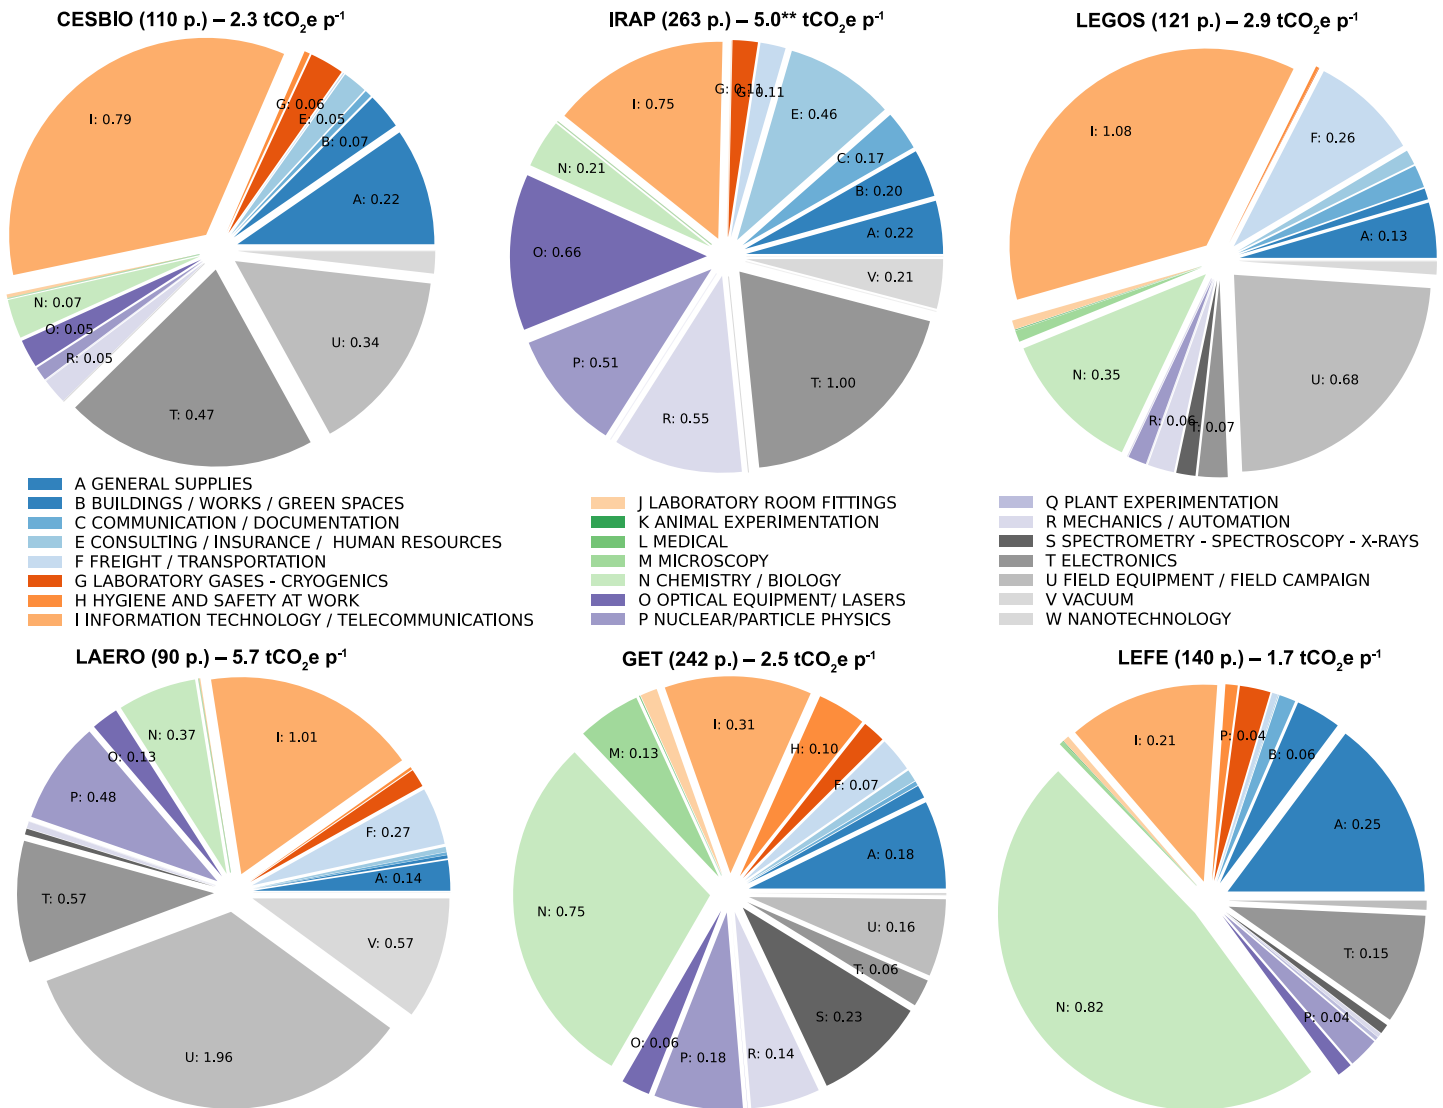 CESBIO (110 p.) – 2.3 tCO2e p-1
IRAP (263 p.) – 5.0** tCO2e p-1
LEGOS (121 p.) – 2.9 tCO2e p-1
I: 0.79
G: 0.06
E: 0.05
B: 0.07
A: 0.22
N: 0.07
O: 0.05
R: 0.05
T: 0.47
U: 0.34
I: 0.75
G: 0.11
G: 0.11
E: 0.46
C: 0.17
B: 0.20
A: 0.22
N: 0.21
O: 0.66
P: 0.51
R: 0.55
T: 1.00
V: 0.21
I: 1.08
F: 0.26
A: 0.13
N: 0.35
R: 0.06
T: 0.07
U: 0.68
A GENERAL SUPPLIES
B BUILDINGS / WORKS / GREEN SPACES
C COMMUNICATION / DOCUMENTATION
E CONSULTING / INSURANCE / HUMAN RESOURCES
F FREIGHT / TRANSPORTATION
G LABORATORY GASES - CRYOGENICS
H HYGIENE AND SAFETY AT WORK
I INFORMATION TECHNOLOGY / TELECOMMUNICATIONS
J LABORATORY ROOM FITTINGS
K ANIMAL EXPERIMENTATION
L MEDICAL
M MICROSCOPY
N CHEMISTRY / BIOLOGY
O OPTICAL EQUIPMENT/ LASERS
P NUCLEAR/PARTICLE PHYSICS
Q PLANT EXPERIMENTATION
R MECHANICS / AUTOMATION
S SPECTROMETRY - SPECTROSCOPY - X-RAYS
T ELECTRONICS
U FIELD EQUIPMENT / FIELD CAMPAIGN
V VACUUM
W NANOTECHNOLOGY
LAERO (90 p.) – 5.7 tCO2e p-1
GET (242 p.) – 2.5 tCO2e p-1
LEFE (140 p.) – 1.7 tCO2e p-1
I: 1.01
N: 0.37
O: 0.13
P: 0.48
F: 0.27
A: 0.14
T: 0.57
V: 0.57
U: 1.96
I: 0.31
M: 0.13
H: 0.10
F: 0.07
A: 0.18
N: 0.75
U: 0.16
T: 0.06
S: 0.23
O: 0.06
P: 0.18
R: 0.14
I: 0.21
P: 0.04
B: 0.06
A: 0.25
T: 0.15
N: 0.82
P: 0.04